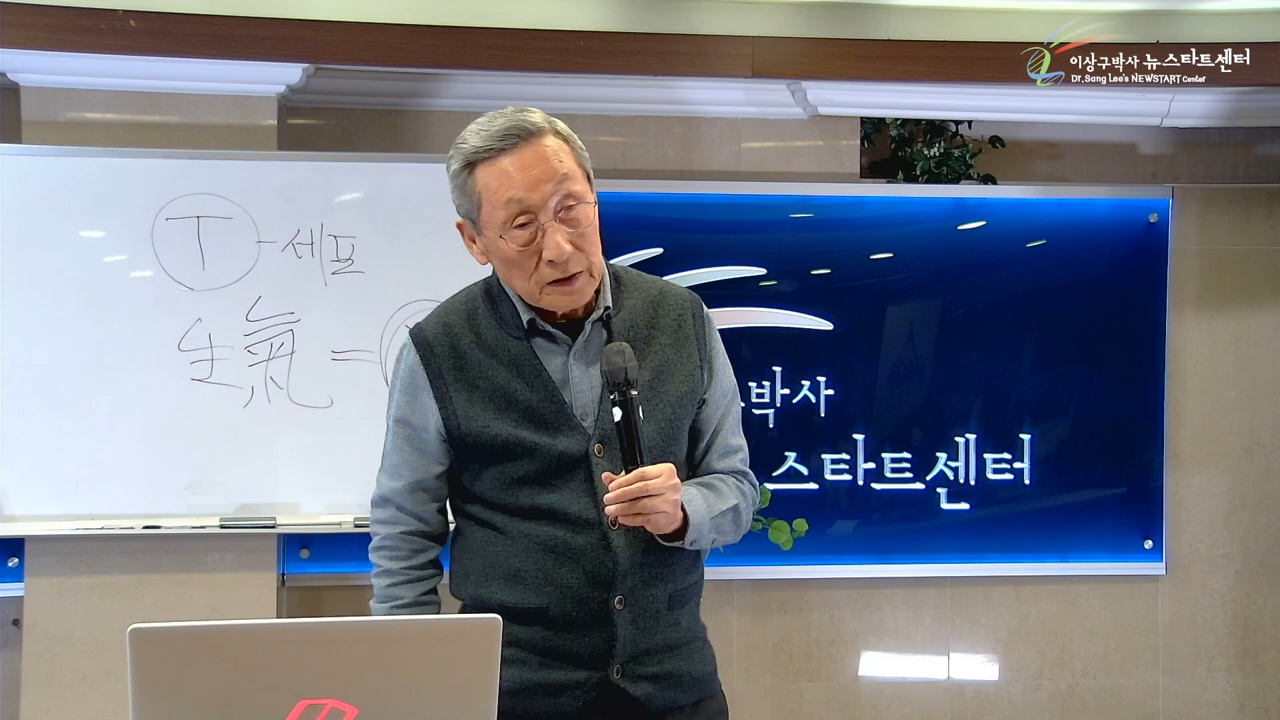 이상구박사 뉴스타트센터
Dr. Sang Lee's NEWSTART Center
T-세포
生氣 =
박사
스타트센터